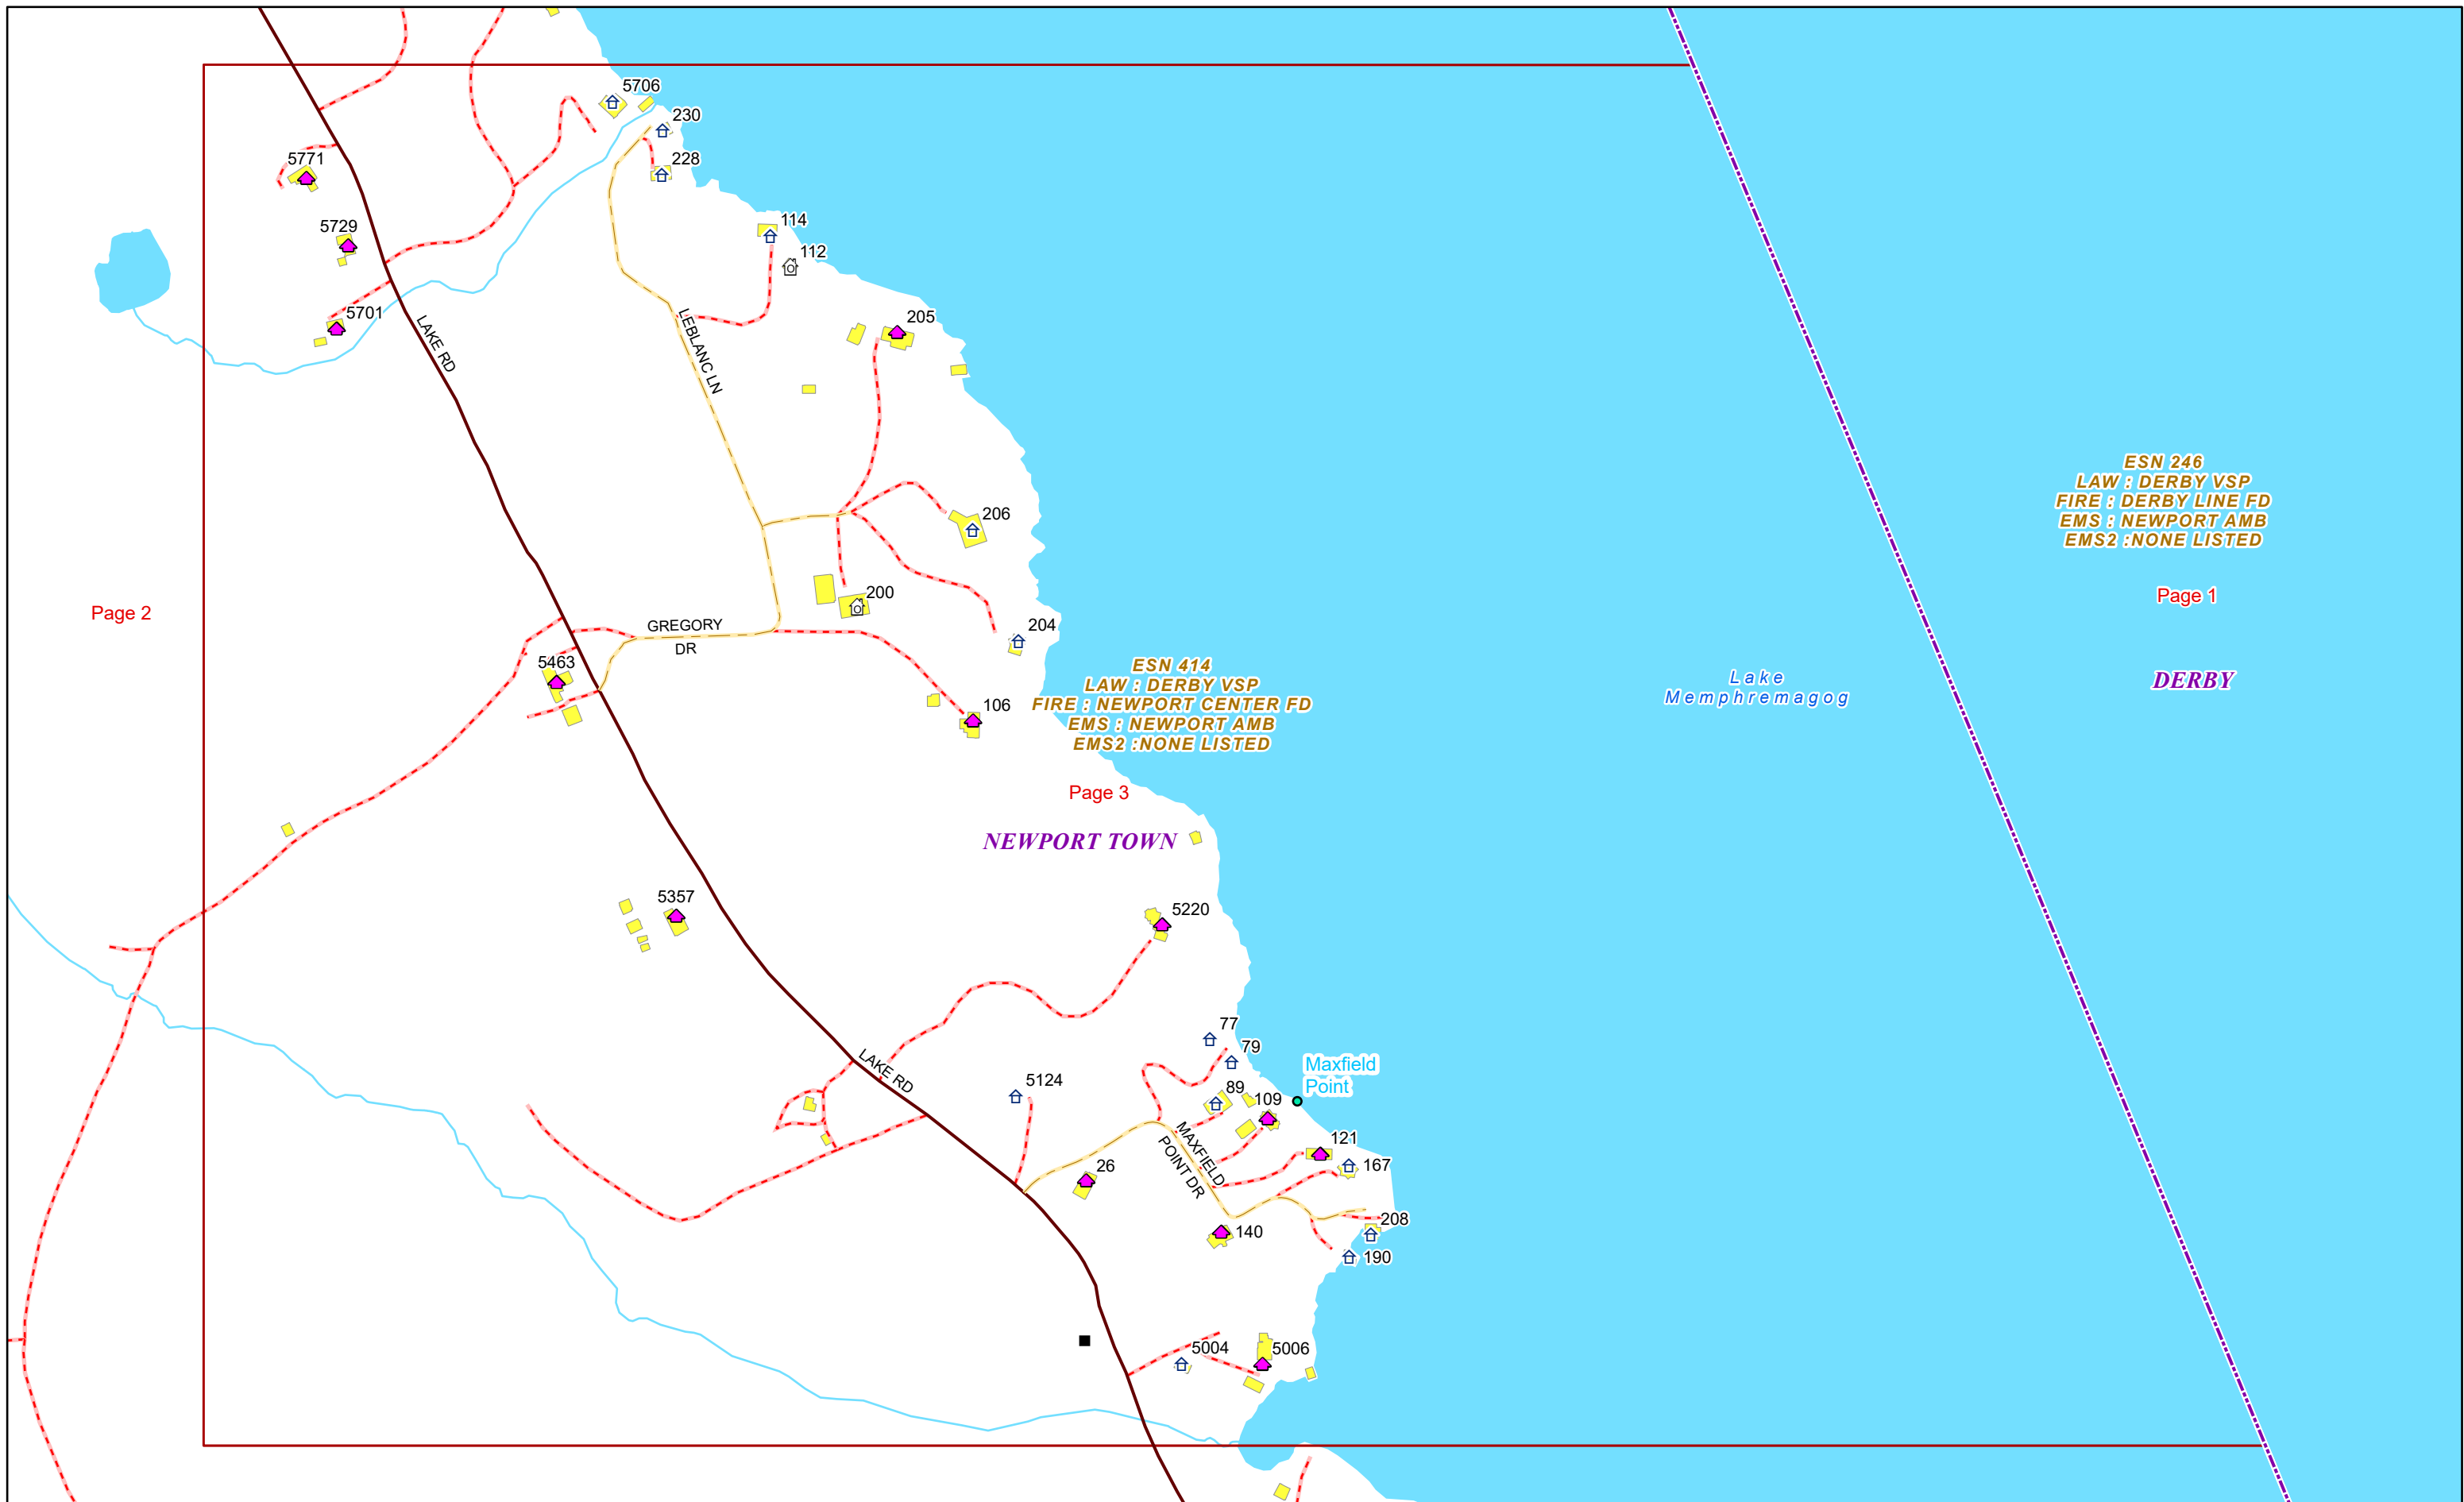 5706
230
5771
228
5729
114
112
5701
LAKE RD
LEBLANC LN
205
ESN 246
LAW : DERBY VSP
FIRE : DERBY LINE FD
EMS : NEWPORT AMB
EMS2 :NONE LISTED
206
Page 2
200
Page 1
GREGORY
DR
204
5463
ESN 414
LAW : DERBY VSP
FIRE : NEWPORT CENTER FD
EMS : NEWPORT AMB
EMS2 :NONE LISTED
Lake
Memphremagog
DERBY
106
Page 3
NEWPORT TOWN
5357
5220
77
79
LAKE RD
5124
Maxfield
Point
89
109
MAXFIELD
POINT DR
121
26
167
208
140
190
5004
5006